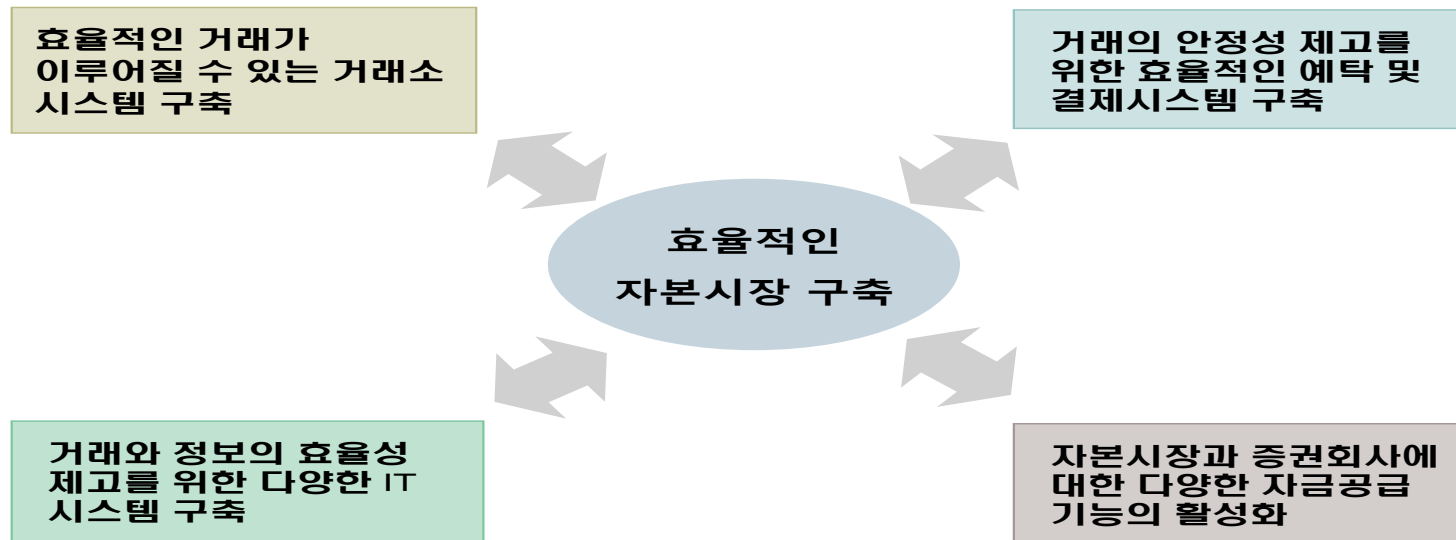 효율적인 거래가
이루어질 수 있는 거래소
시스템 구축
거래의 안정성 제고를
위한 효율적인 예탁 및
결제시스템 구축
효율적인
자본시장 구축
거래와 정보의 효율성
제고를 위한 다양한 IT
시스템 구축
자본시장과 증권회사에
대한 다양한 자금공급
기능의 활성화